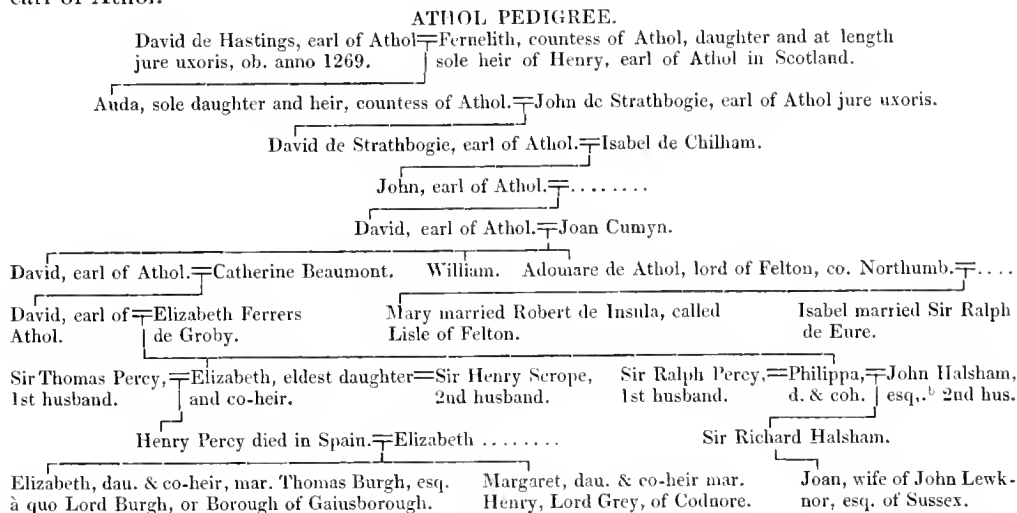 earl of Athol.
ATHOL PEDIGREE.
David de Hastings, earl of Athol=Fernelith, countess of Athol, daughter and at length
jure uxoris, ob. anno 1269. sole heir of Henry, earl of Athol in Scotland.
Auda, sole daughter and heir, countess of Athol.=John de Strathbogie, earl of Athol jure uxoris.
David de Strathbogie, earl of Athol.=Isabel de Chilham.
John, earl of Athol.=........
David, earl of Athol.=Joan Cumyn.
David, earl of Athol.=Catherine Beaumont. William. Adomare de Athol, lord of Felton, co. Northumb.=....
David, earl of=Elizabeth Ferrers Mary married Robert de Insula, called Isabel married Sir Ralph
Athol. de Groby. Lisle of Felton. de Eure.
Sir Thomas Percy,=Elizabeth, eldest daughter=Sir Henry Scrope, Sir Ralph Percy,=Philippa,=John Halsham,
1st husband. and co-heir. 2nd husband. 1st husband. d. & coh. esq,.ᵇ 2nd hus.
Henry Percy died in Spain.=Elizabeth ........ Sir Richard Halsham.
Elizabeth, dau. & co-heir, mar. Thomas Burgh, esq. Margaret, dau. & co-heir mar. Joan, wife of John Lewk-
à quo Lord Burgh, or Borough of Gaiusborough. Henry, Lord Grey, of Codnore. nor, esq. of Sussex.